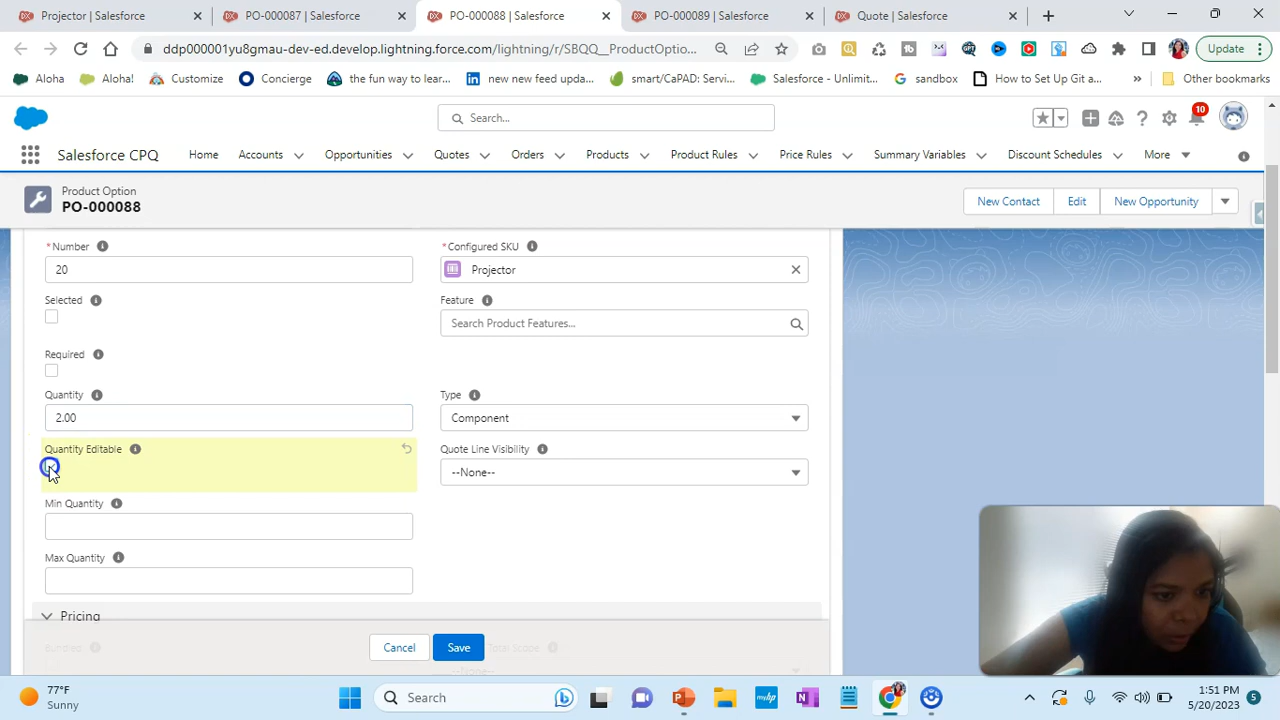 Projector | Salesforce
PO-000087 | Salesforce
PO-000088 | Salesforce
PO-000089 | Salesforce
Quote | Salesforce
ddp000001yu8gmau-dev-ed.develop.lightning.force.com/lightning/r/SBQQ__ProductOption...
Update
Aloha
Aloha!
Customize
Concierge
the fun way to lear...
new new feed upda...
smart/CaPAD: Servi...
Salesforce - Unlimit...
sandbox
How to Set Up Git a...
Other bookmarks
Search...
10
Salesforce CPQ
Home
Accounts
Opportunities
Quotes
Orders
Products
Product Rules
Price Rules
Summary Variables
Discount Schedules
More
Product Option
PO-000088
New Contact
Edit
New Opportunity
*Number
20
*Configured SKU
Projector
Selected
Feature
Search Product Features...
Required
Quantity
2.00
Type
Component
Quantity Editable
Quote Line Visibility
--None--
Min Quantity
Max Quantity
Pricing
Bundled
Total Scope
--None--
Cancel
Save
77°F
Sunny
Search
1:51 PM
5/20/2023
5